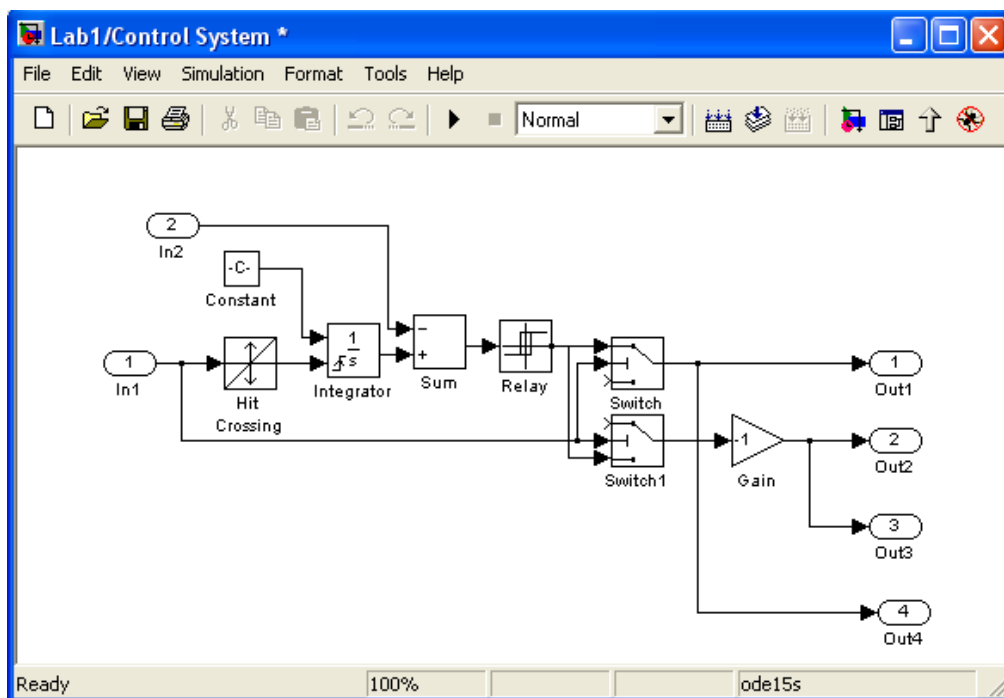 Lab1/Control System *
File Edit View Simulation Format Tools Help
Normal
2
In2
-C-
Constant
1
In1
Hit
Crossing
1
s
Integrator
−
+
Sum
Relay
Switch
Switch1
-1
Gain
1
Out1
2
Out2
3
Out3
4
Out4
Ready 100% ode15s